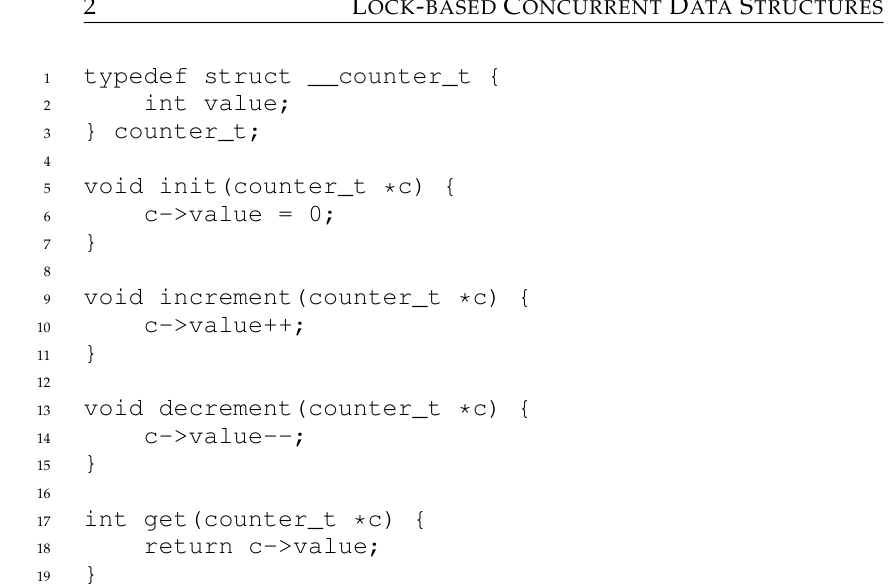 2 LOCK-BASED CONCURRENT DATA STRUCTURES
1 typedef struct __counter_t {
2     int value;
3 } counter_t;
4
5 void init(counter_t *c) {
6     c->value = 0;
7 }
8
9 void increment(counter_t *c) {
10     c->value++;
11 }
12
13 void decrement(counter_t *c) {
14     c->value--;
15 }
16
17 int get(counter_t *c) {
18     return c->value;
19 }